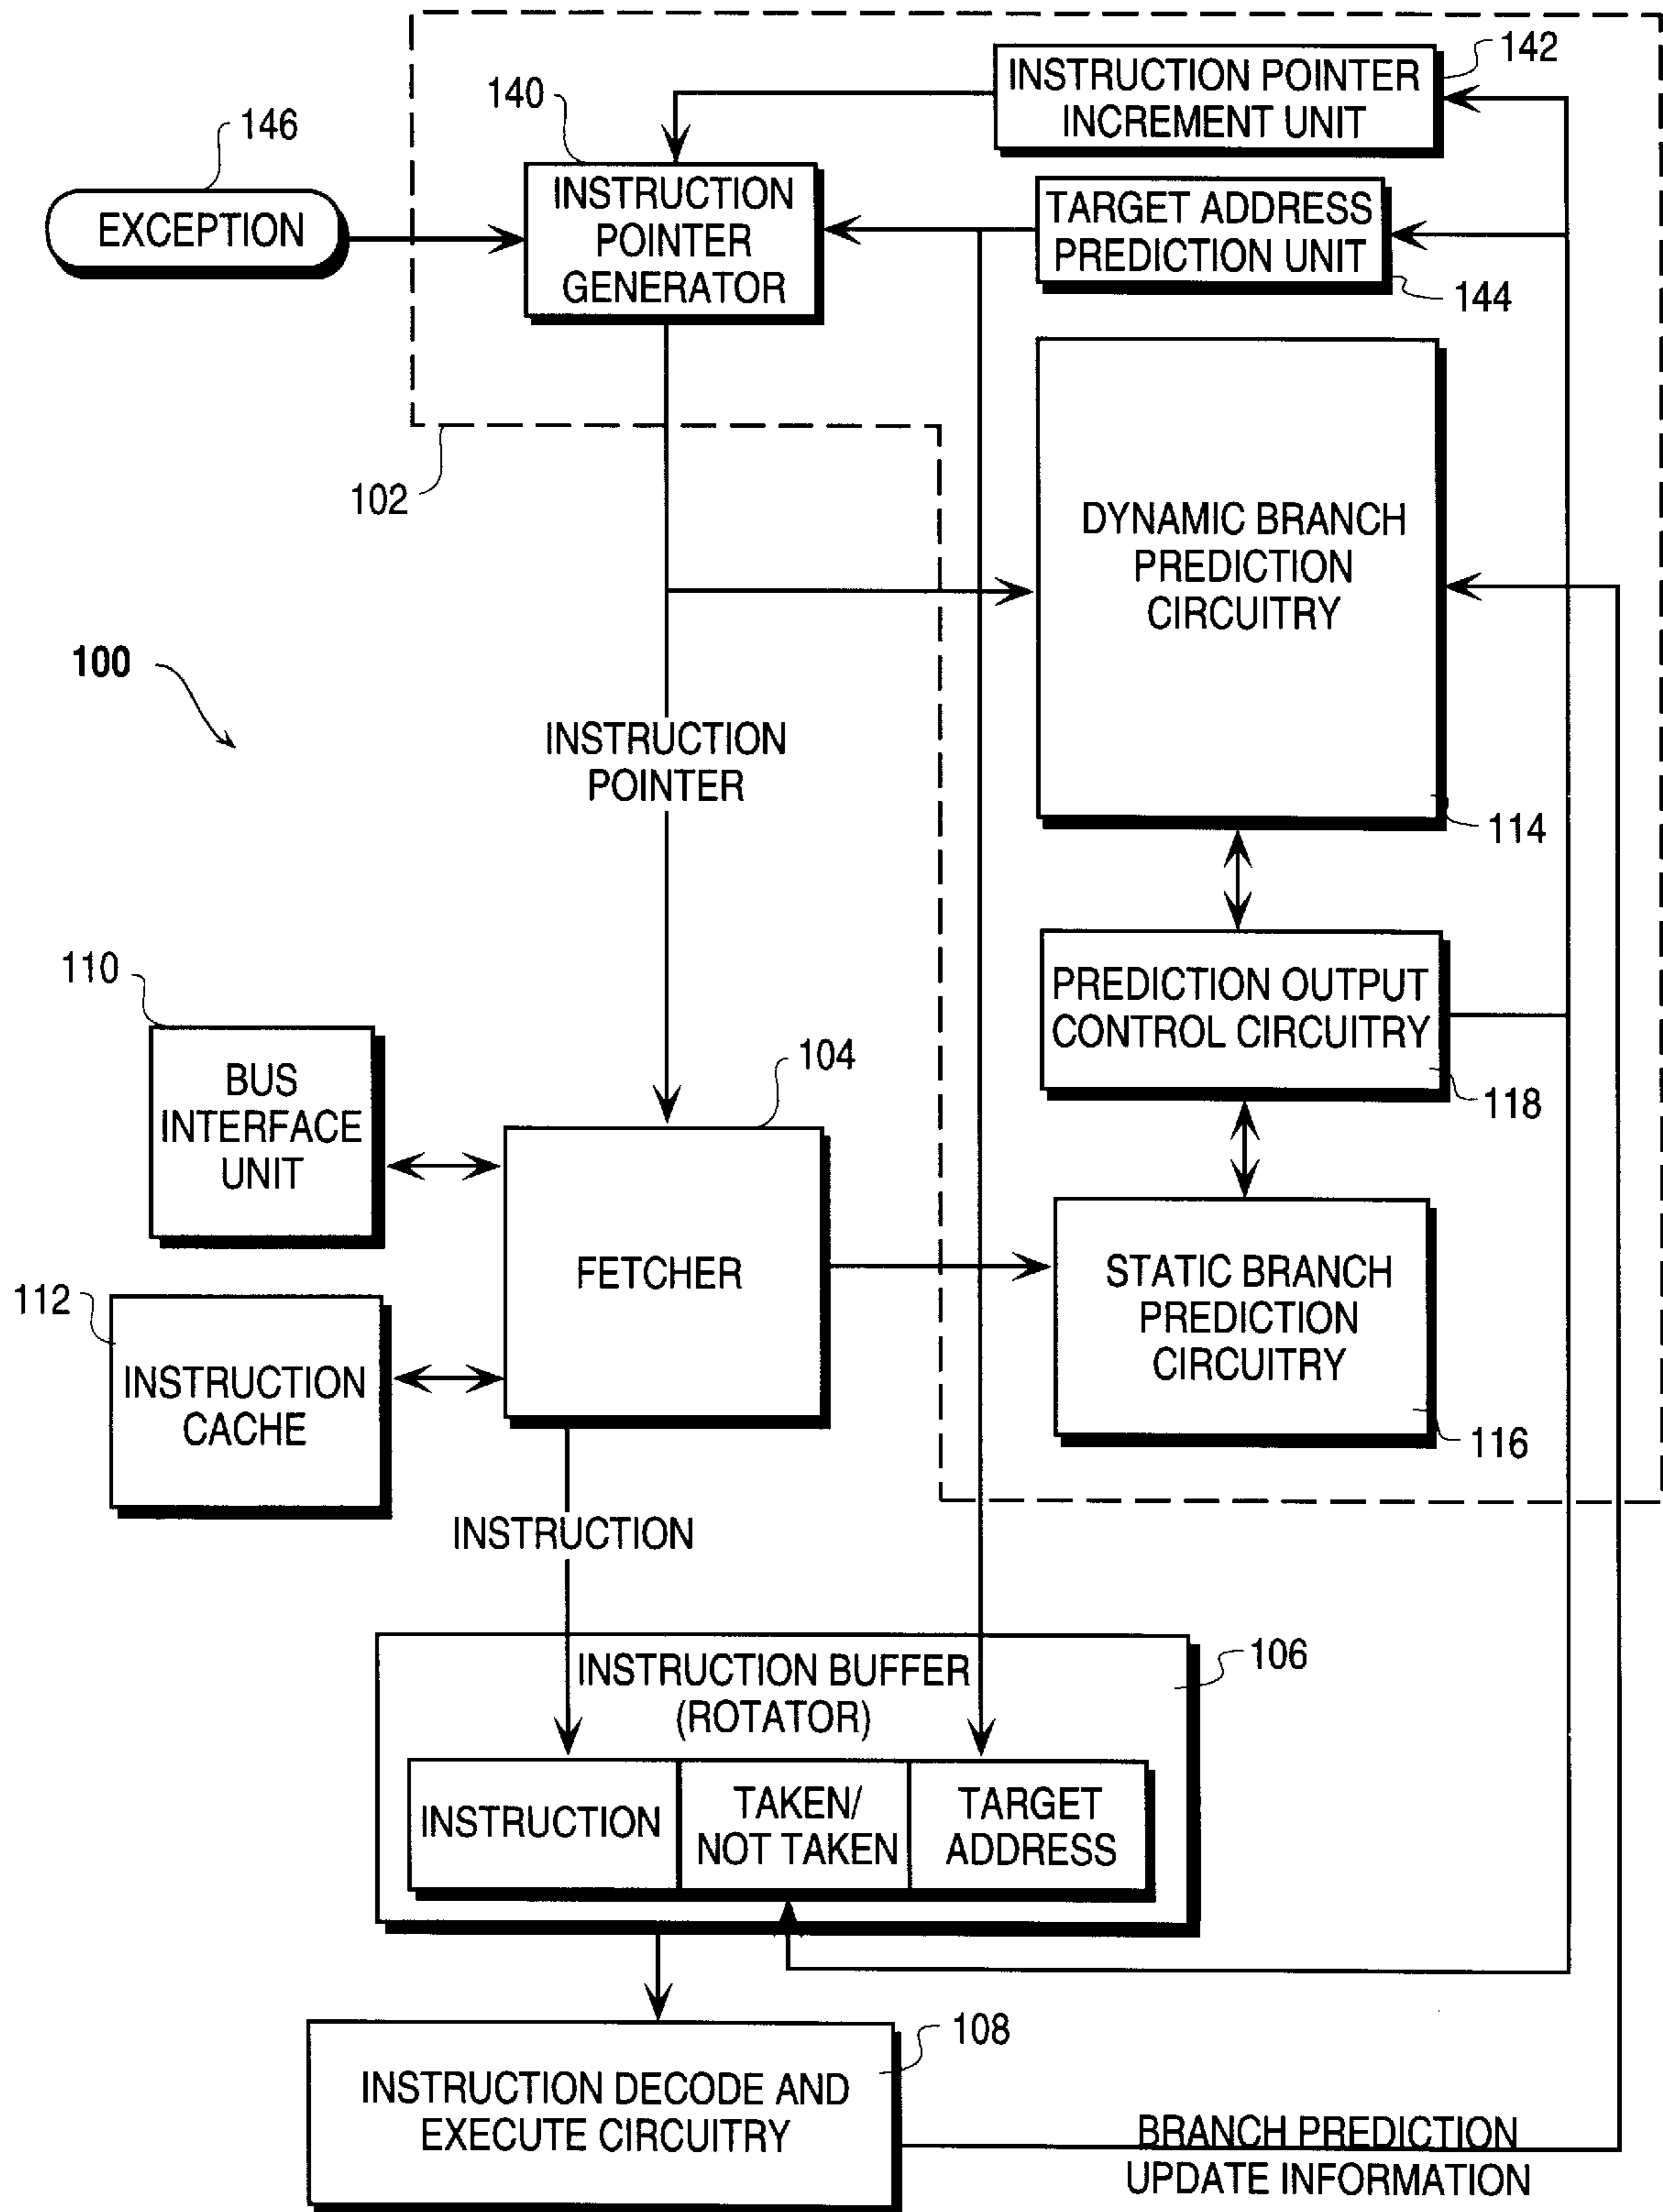 142
INSTRUCTION POINTER
INCREMENT UNIT
140
146
EXCEPTION
INSTRUCTION
POINTER
GENERATOR
TARGET ADDRESS
PREDICTION UNIT
144
102
DYNAMIC BRANCH
PREDICTION
CIRCUITRY
114
100
INSTRUCTION
POINTER
110
BUS
INTERFACE
UNIT
PREDICTION OUTPUT
CONTROL CIRCUITRY
118
104
FETCHER
112
INSTRUCTION
CACHE
STATIC BRANCH
PREDICTION
CIRCUITRY
116
INSTRUCTION
106
INSTRUCTION BUFFER
(ROTATOR)
INSTRUCTION
TAKEN/
NOT TAKEN
TARGET
ADDRESS
108
INSTRUCTION DECODE AND
EXECUTE CIRCUITRY
BRANCH PREDICTION
UPDATE INFORMATION